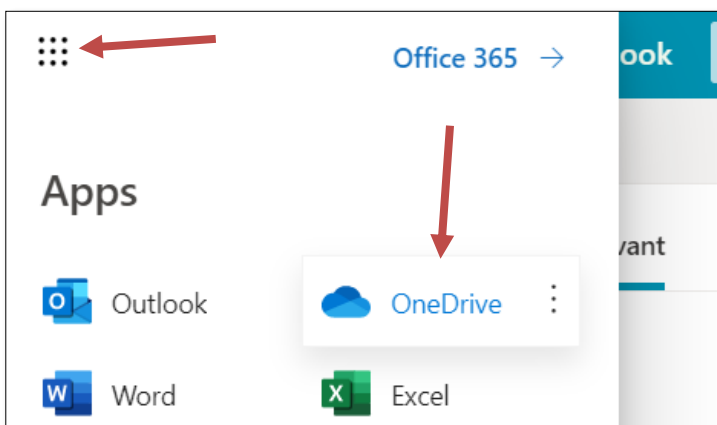 Office 365 →
ook
Apps
vant
Outlook
OneDrive
Word
Excel